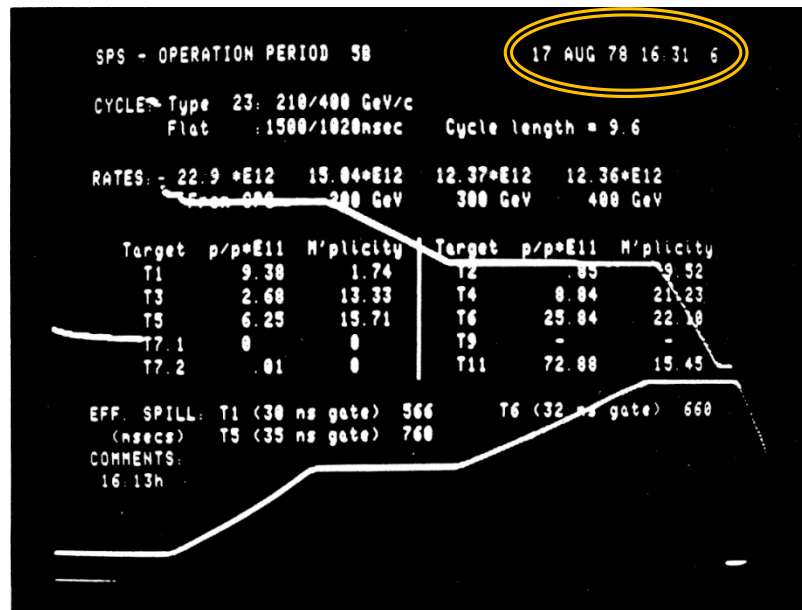 SPS - OPERATION PERIOD 5B 17 AUG 78 16:31 6
CYCLE: Type 23: 210/400 GeV/c
Flat :1500/1020msec Cycle length = 9.6
RATES:- 22.9 *E12 15.04*E12 12.37*E12 12.36*E12
200 GeV 300 GeV 400 GeV
Target p/p*E11 M'plicity Target p/p*E11 M'plicity
T1 9.38 1.74 T2 .85 9.52
T3 2.68 13.33 T4 8.84 21.23
T5 6.25 15.71 T6 25.84 22.10
T7.1 0 0 T9 - -
T7.2 .01 0 T11 72.88 15.45
EFF. SPILL: T1 (30 ns gate) 566 T6 (32 ns gate) 660
(msecs) T5 (35 ns gate) 760
COMMENTS:
16:13h